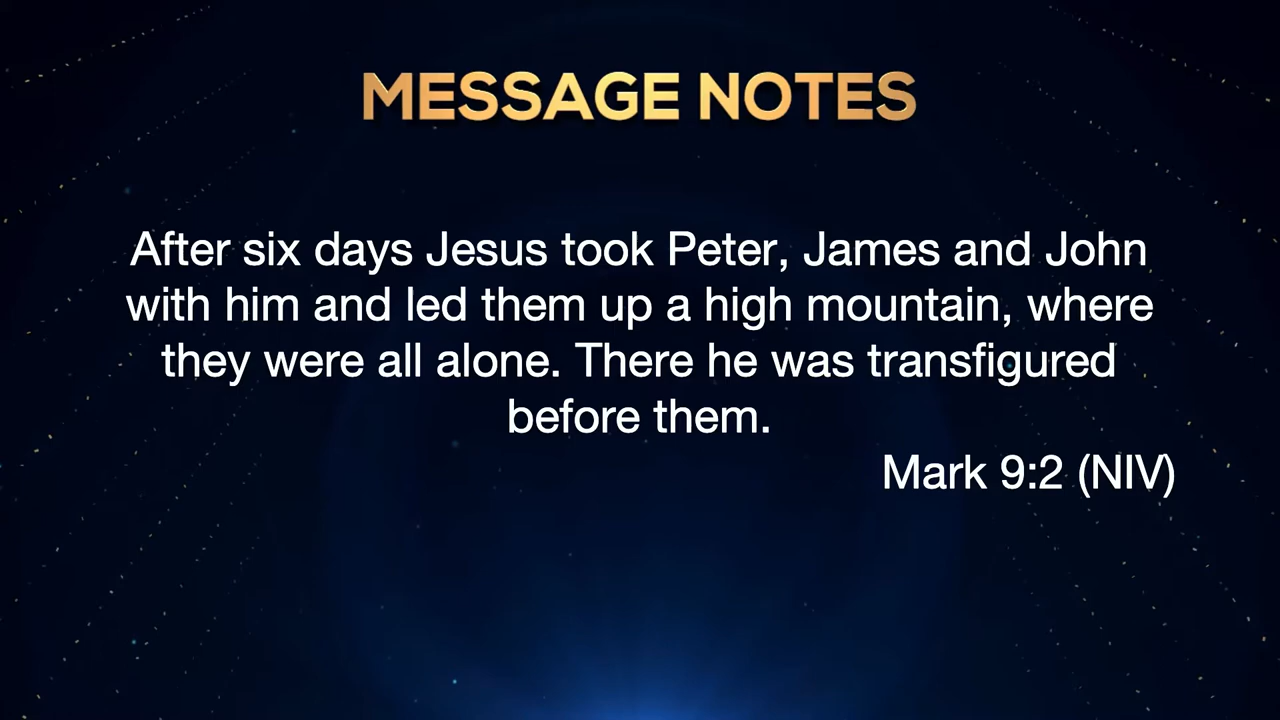 MESSAGE NOTES
After six days Jesus took Peter, James and John
with him and led them up a high mountain, where
they were all alone. There he was transfigured
before them.
Mark 9:2 (NIV)